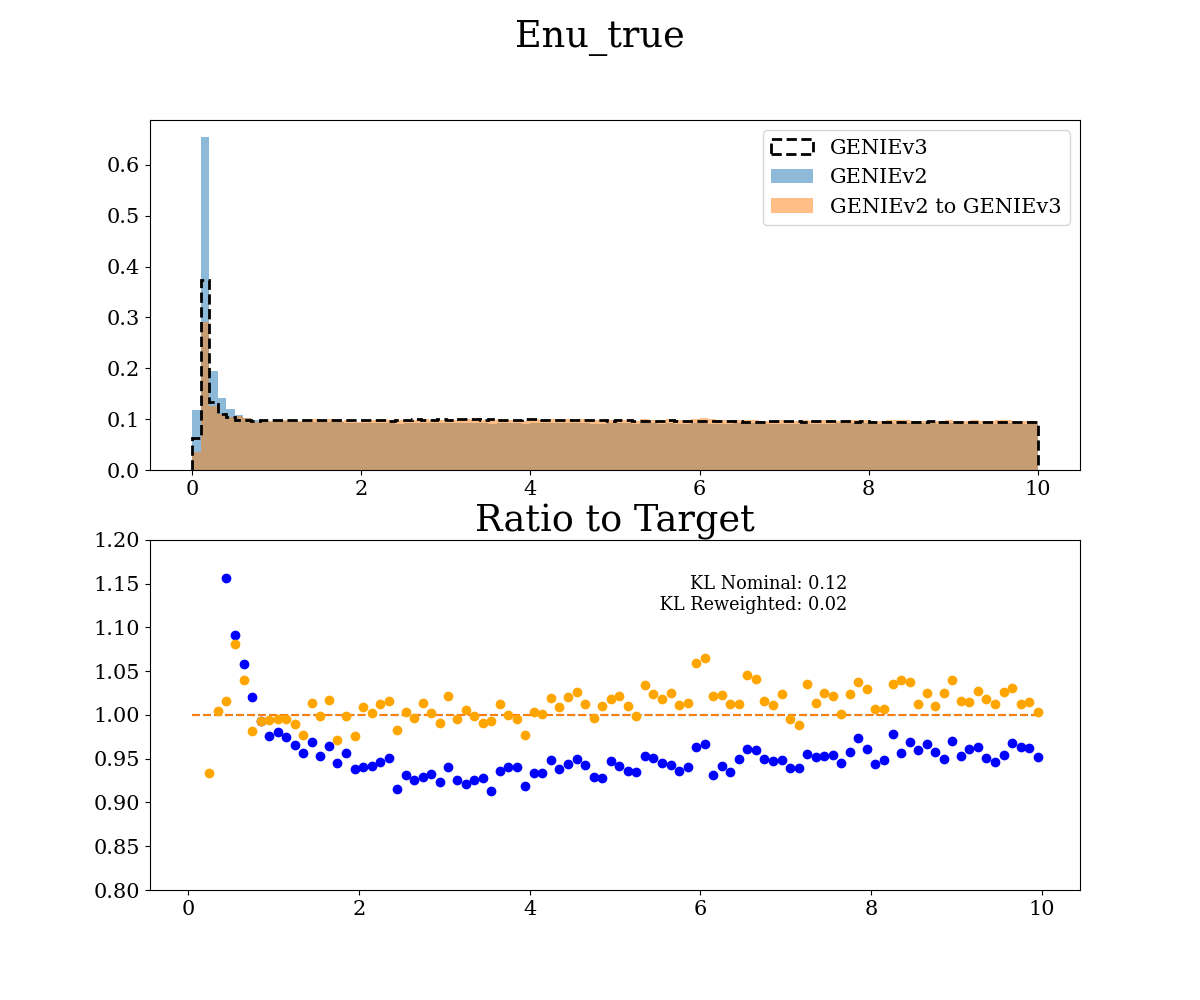 Enu_true
GENIEv3
GENIEv2
GENIEv2 to GENIEv3
0.6
0.5
0.4
0.3
0.2
0.1
0.0
0 2 4 6 8 10
Ratio to Target
KL Nominal: 0.12
KL Reweighted: 0.02
1.20
1.15
1.10
1.05
1.00
0.95
0.90
0.85
0.80
0 2 4 6 8 10